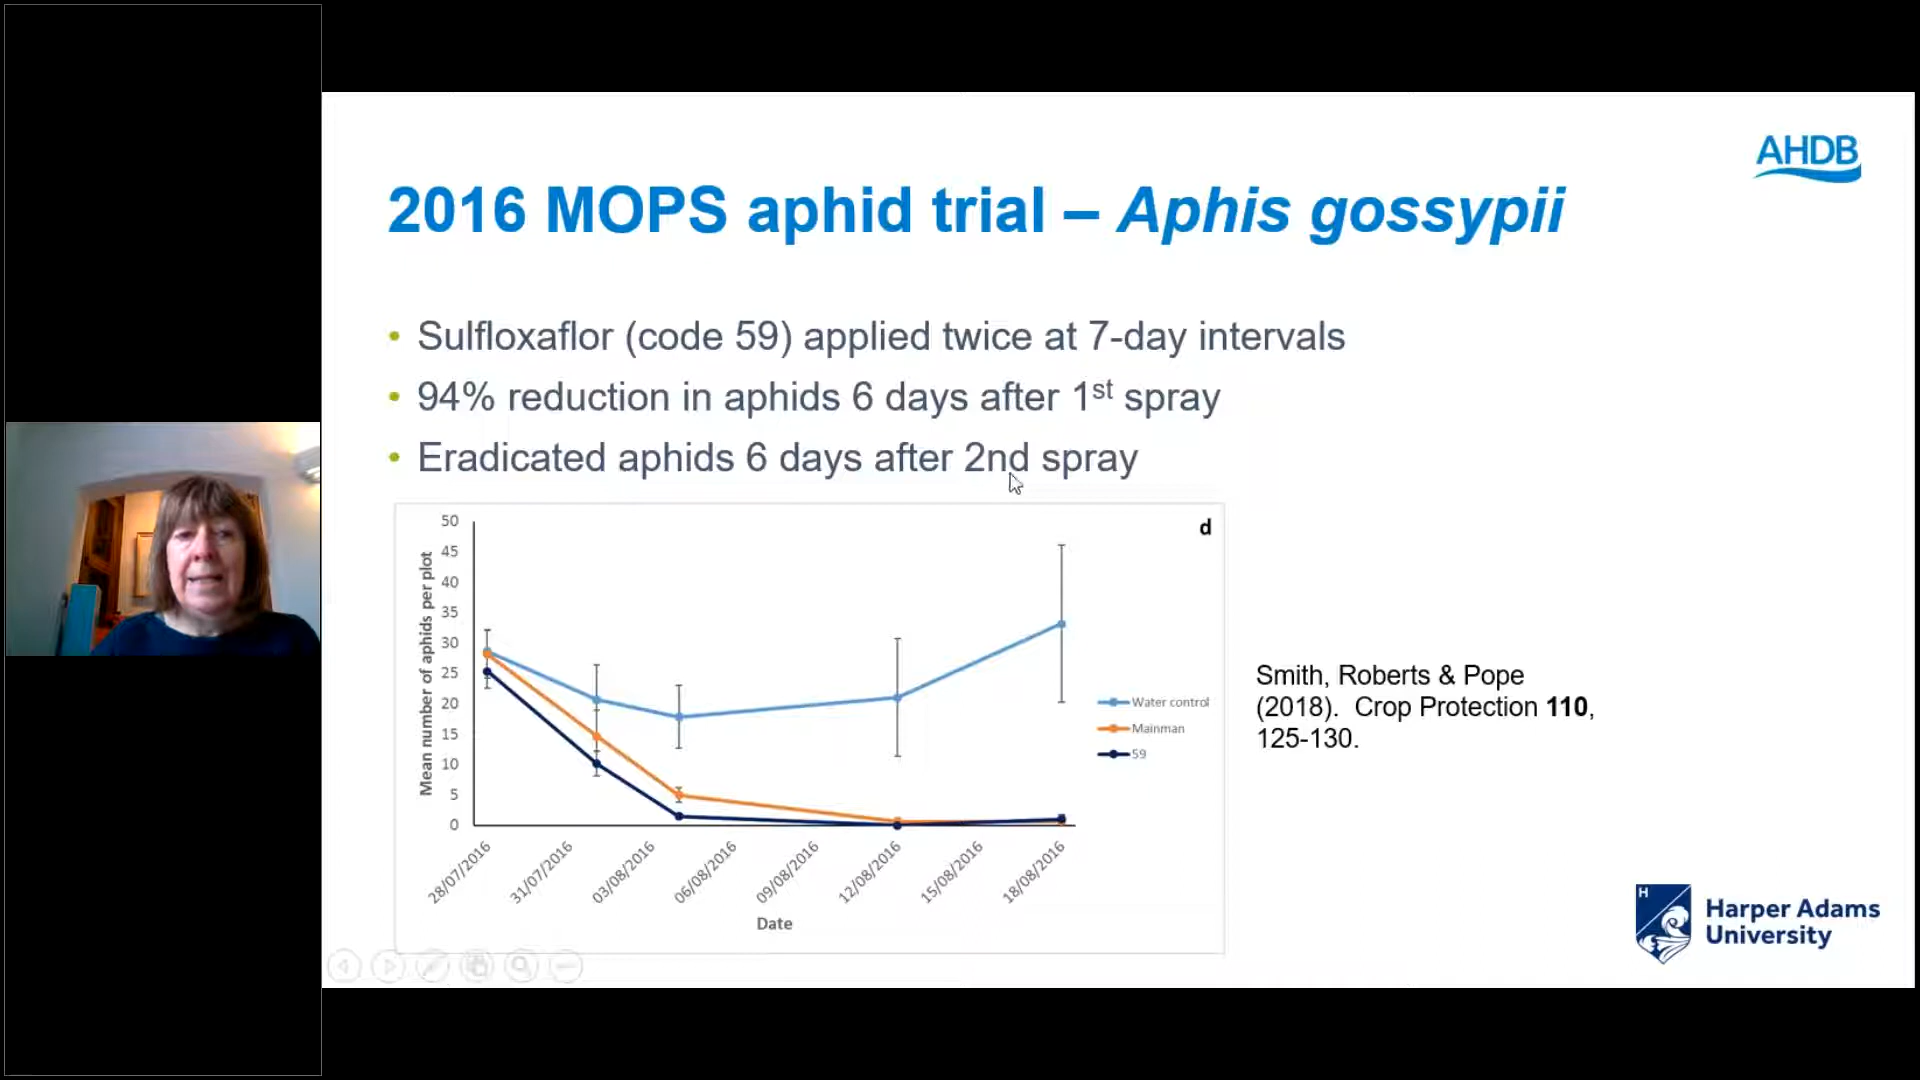 AHDB
2016 MOPS aphid trial – Aphis gossypii
• Sulfloxaflor (code 59) applied twice at 7-day intervals
• 94% reduction in aphids 6 days after 1st spray
• Eradicated aphids 6 days after 2nd spray
d
Mean number of aphids per plot
50
45
40
35
30
25
20
15
10
5
0
28/07/2016
31/07/2016
03/08/2016
06/08/2016
09/08/2016
12/08/2016
15/08/2016
18/08/2016
Date
Water control
Mainman
59
Smith, Roberts & Pope
(2018). Crop Protection 110,
125-130.
H
Harper Adams
University